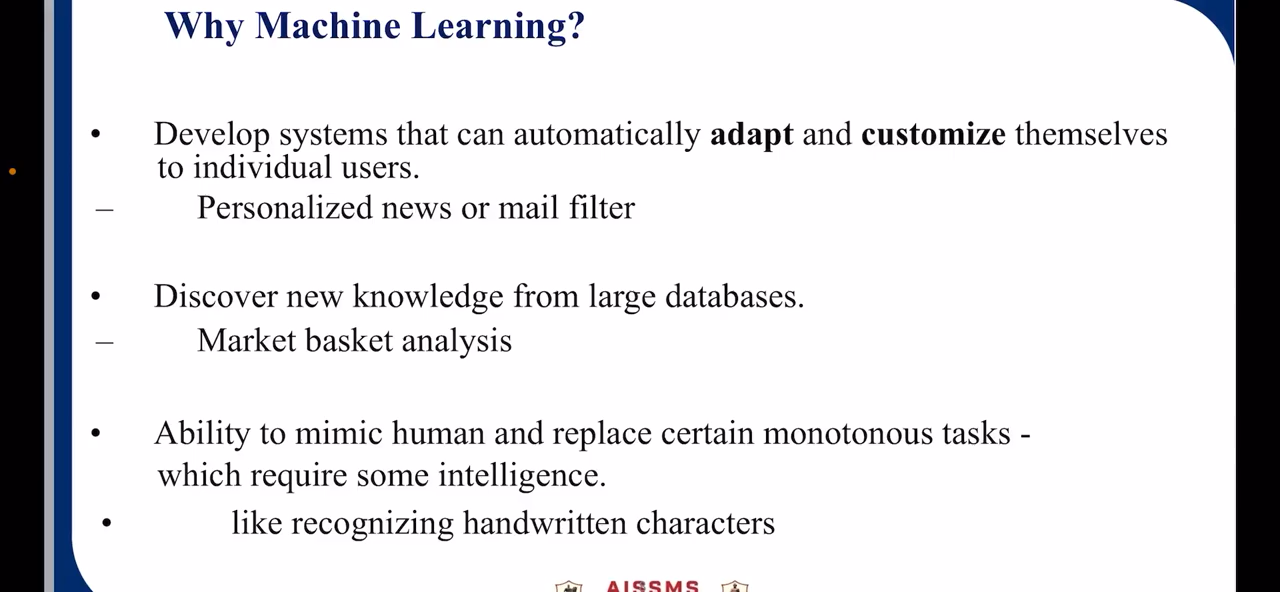 Why Machine Learning?
• Develop systems that can automatically adapt and customize themselves
to individual users.
– Personalized news or mail filter
• Discover new knowledge from large databases.
– Market basket analysis
• Ability to mimic human and replace certain monotonous tasks -
which require some intelligence.
• like recognizing handwritten characters
AISSMS